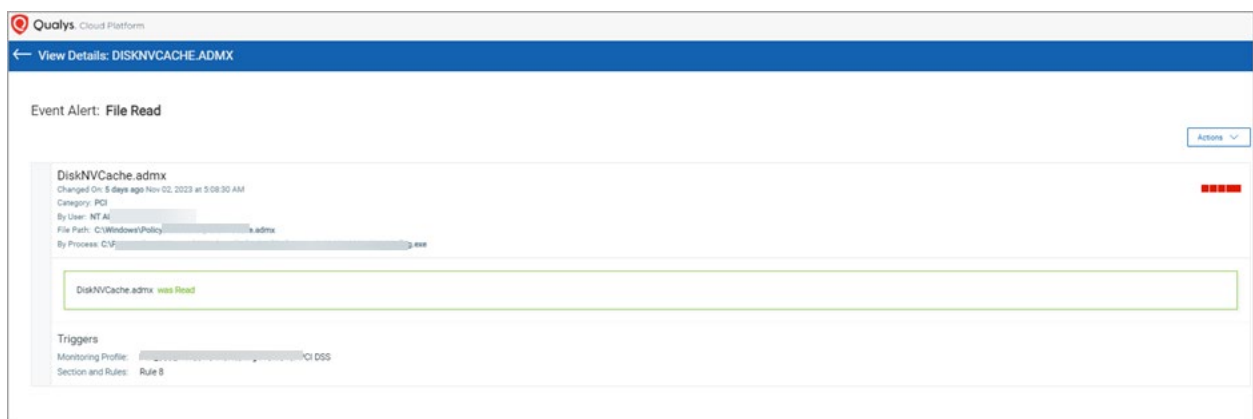 Qualys. Cloud Platform
← View Details: DISKNVCACHE.ADMX
Event Alert: File Read
Actions
DiskNVCache.admx
Changed On: 5 days ago Nov 02, 2023 at 5:08:30 AM
Category: PCI
By User: NT
File Path: C:\Windows\Policy e.admx
By Process: C:\ g.exe
DiskNVCache.admx was Read
Triggers
Monitoring Profile: PCI DSS
Section and Rules: Rule 8